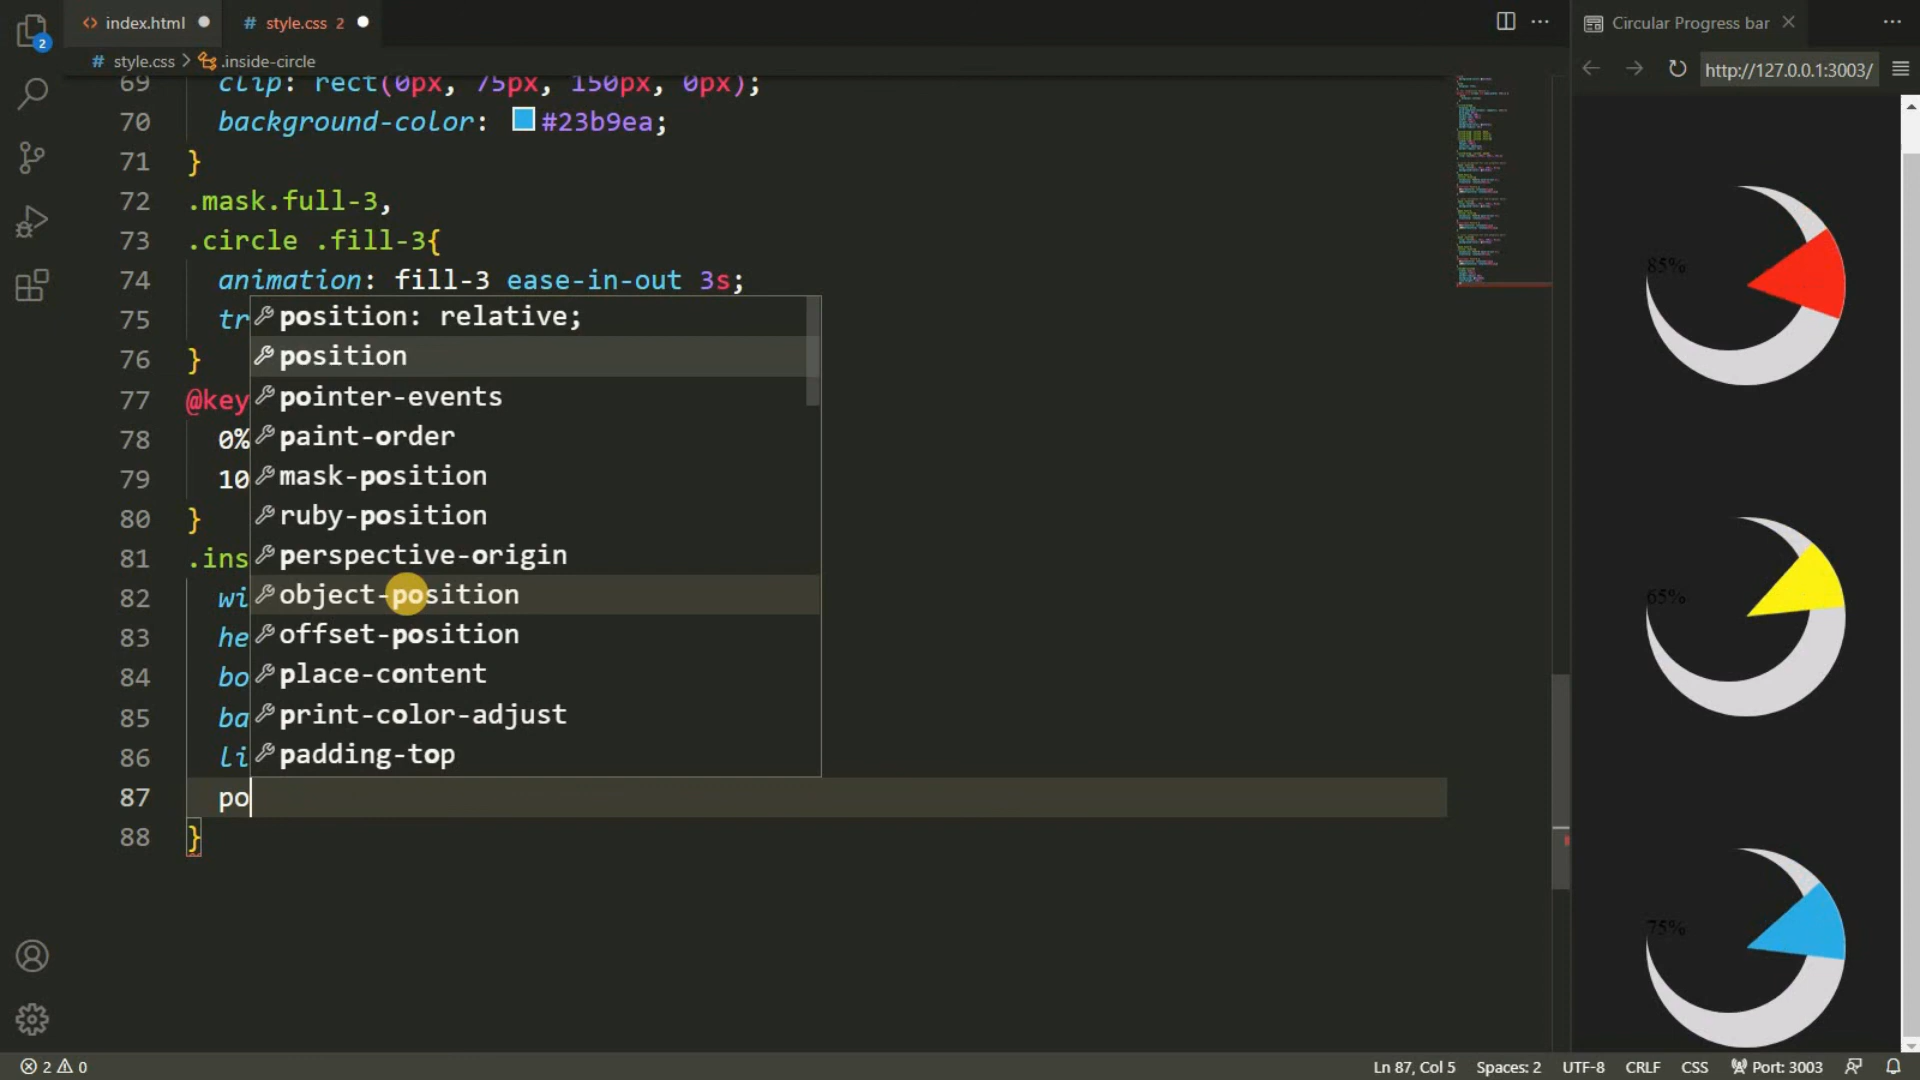 index.html
# style.css 2
Circular Progress bar
# style.css > .inside-circle
http://127.0.0.1:3003/
69 clip: rect(0px, 75px, 150px, 0px);
70 background-color: #23b9ea;
71 }
72 .mask.full-3,
73 .circle .fill-3{
74 animation: fill-3 ease-in-out 3s;
75 tr
76 }
77 @key
78 0%
79 10
80 }
81 .ins
82 wi
83 he
84 bo
85 ba
86 li
87 po
88 }
position: relative;
position
pointer-events
paint-order
mask-position
ruby-position
perspective-origin
object-position
offset-position
place-content
print-color-adjust
padding-top
85%
65%
75%
2
2 0
Ln 87, Col 5 Spaces: 2 UTF-8 CRLF CSS Port: 3003